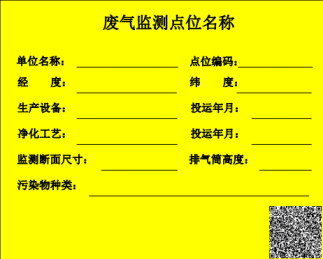 废气监测点位名称
单位名称： 点位编码：
经 度： 纬 度：
生产设备： 投运年月：
净化工艺： 投运年月：
监测断面尺寸： 排气筒高度：
污染物种类：